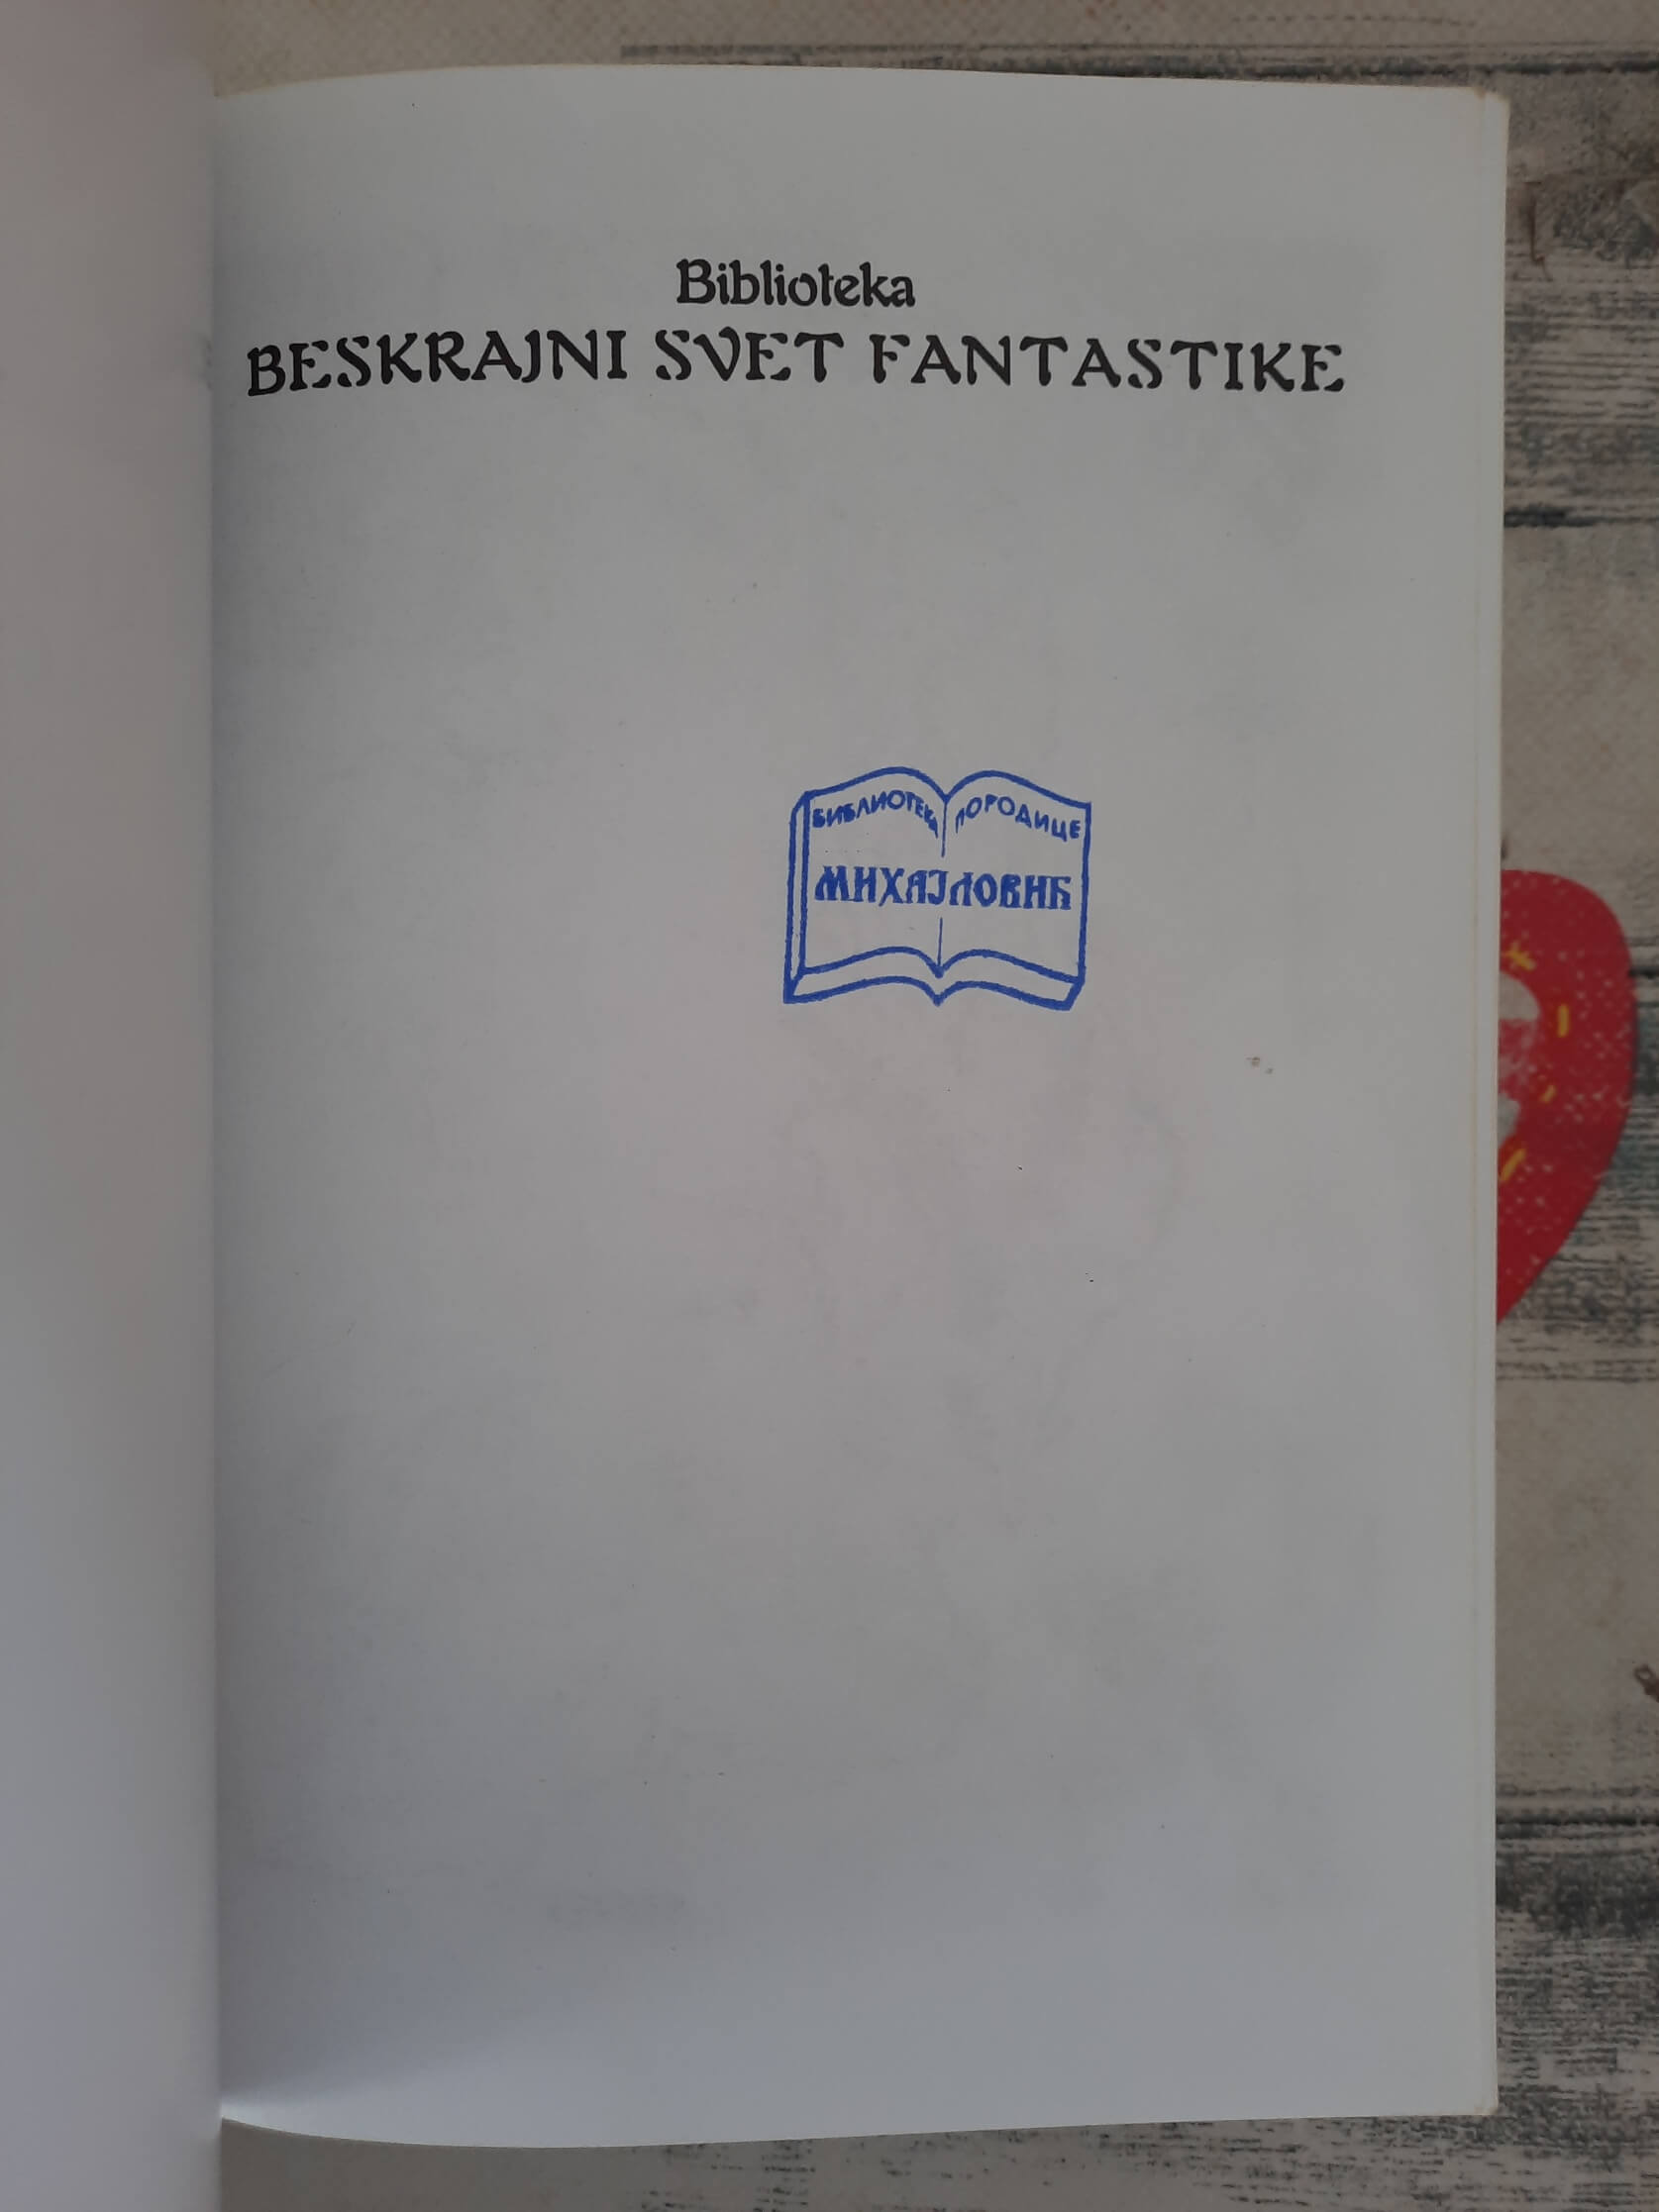 Biblioteka
BESKRAJNI SVET FANTASTIKE
БИБЛИОТЕКА ПОРОДИЦЕ
МИХАЈЛОВИЋ